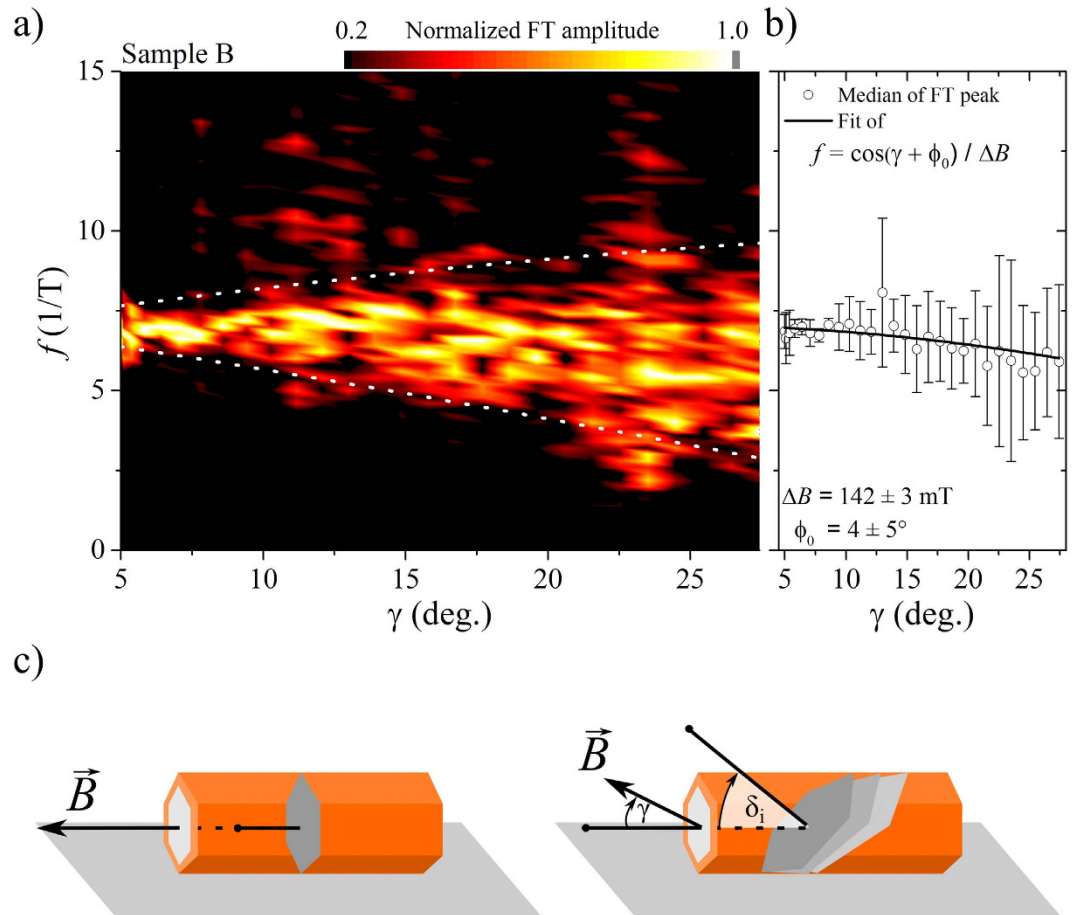 a)
0.2 Normalized FT amplitude 1.0
Sample B
15
10
5
0
f (1/T)
5 10 15 20 25
γ (deg.)
b)
Median of FT peak
Fit of
f = cos(γ + ϕ₀) / ΔB
ΔB = 142 ± 3 mT
ϕ₀ = 4 ± 5°
5 10 15 20 25
γ (deg.)
c)
B⃗
B⃗
γ
δᵢ